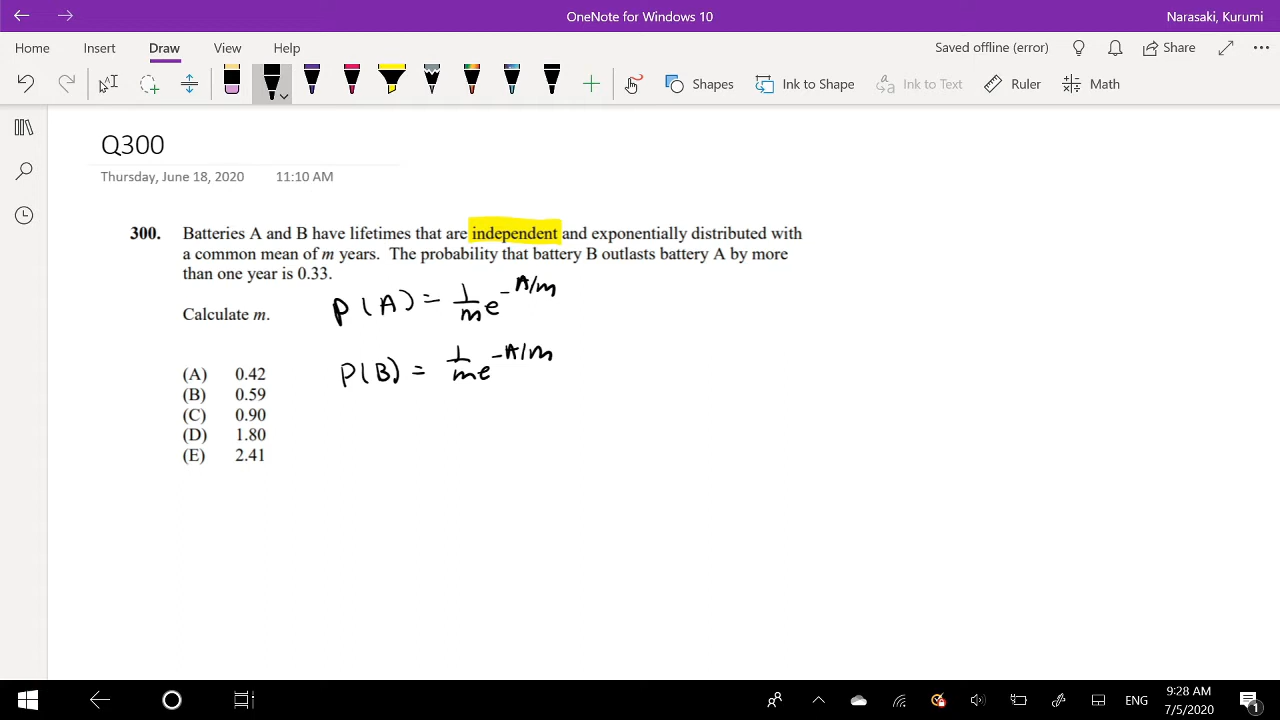 OneNote for Windows 10
Narasaki, Kurumi
Home Insert Draw View Help
Saved offline (error) Share
Shapes Ink to Shape Ink to Text Ruler Math
Q300
Thursday, June 18, 2020 11:10 AM
300. Batteries A and B have lifetimes that are independent and exponentially distributed with
a common mean of m years. The probability that battery B outlasts battery A by more
than one year is 0.33.
P(A) = 1/m e^-A/m
Calculate m.
P(B) = 1/m e^-A/m
(A) 0.42
(B) 0.59
(C) 0.90
(D) 1.80
(E) 2.41
ENG
9:28 AM
7/5/2020
1